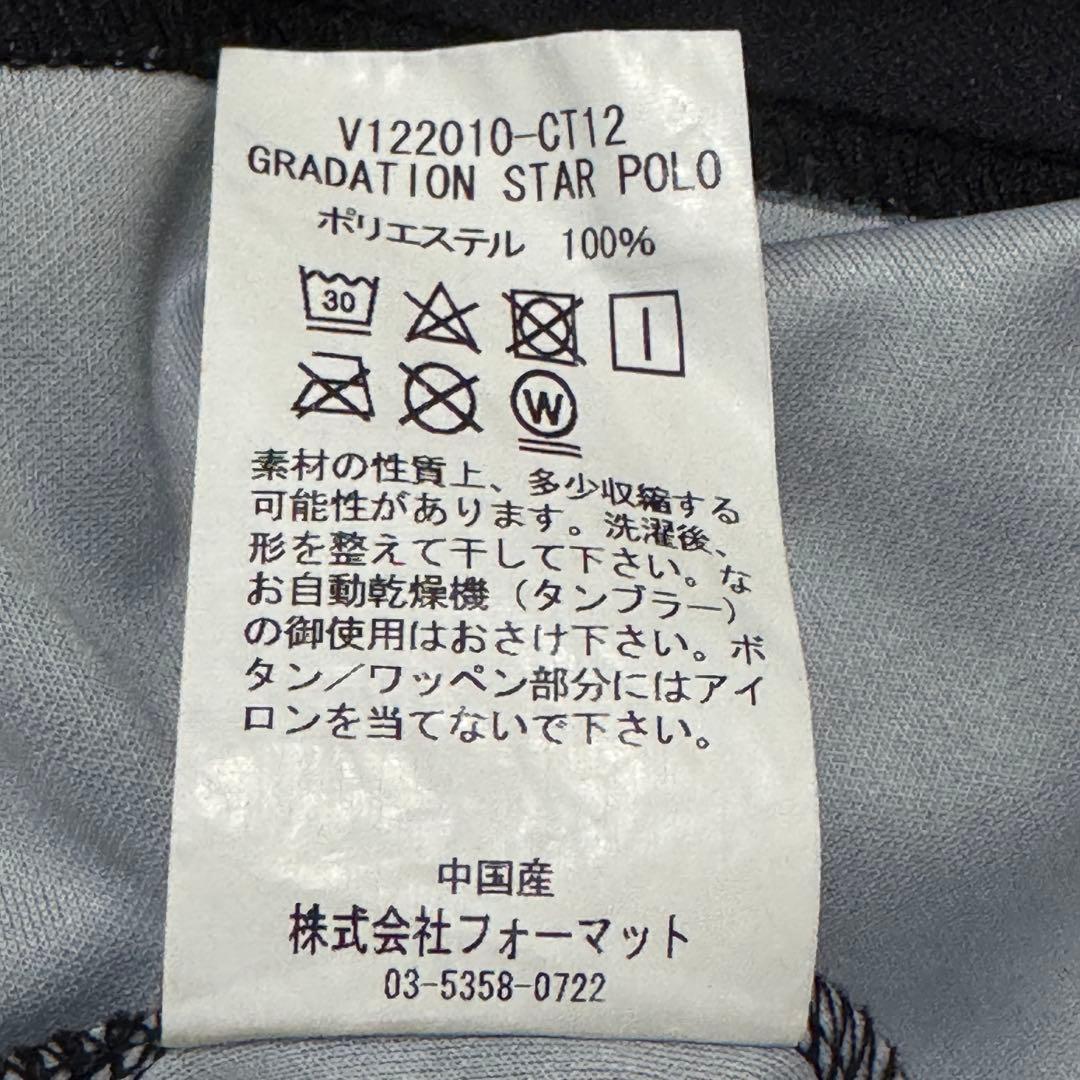 V122010-CT12
GRADATION STAR POLO
ポリエステル 100%
30
W
素材の性質上、多少収縮する
可能性があります。洗濯後、
形を整えて干して下さい。な
お自動乾燥機（タンブラー）
の御使用はおさけ下さい。ボ
タン／ワッペン部分にはアイ
ロンを当てないで下さい。
中国産
株式会社フォーマット
03-5358-0722